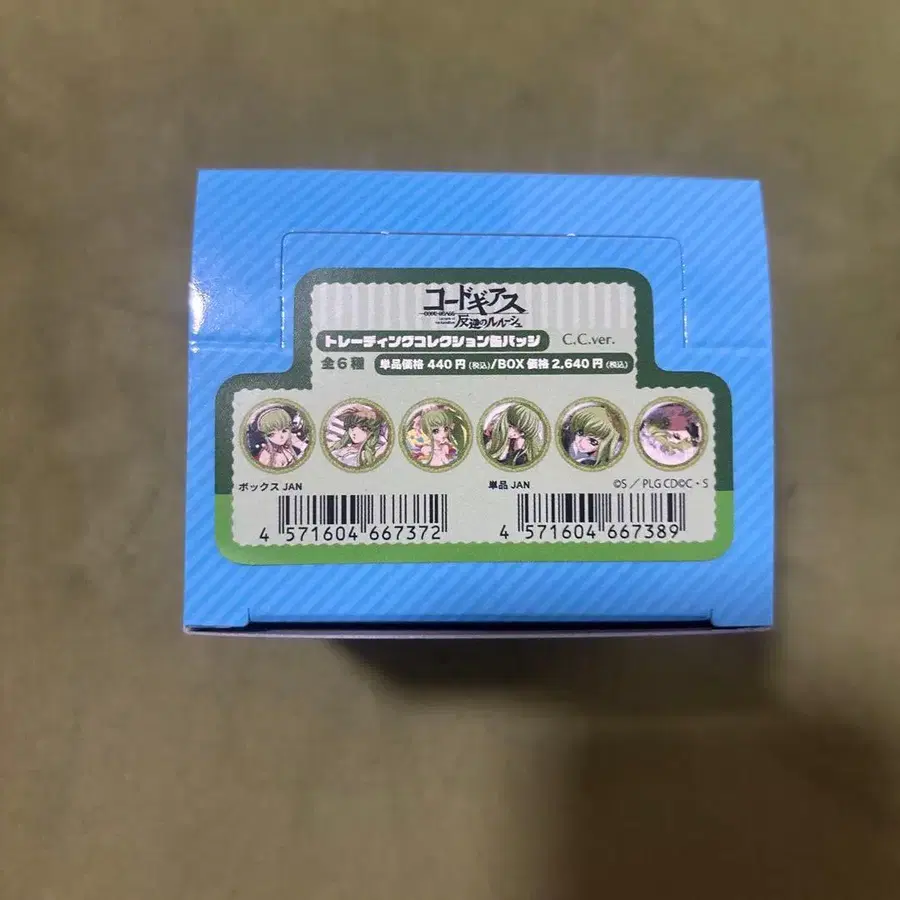 コードギアス
反逆のルルーシュ
トレーディングコレクション缶バッジ C.C.ver.
全6種 単品価格 440円(税込)/BOX価格 2,640円(税込)
ボックス JAN 単品 JAN ©S / PLG CD©C・S
4 571604 667372 4 571604 667389